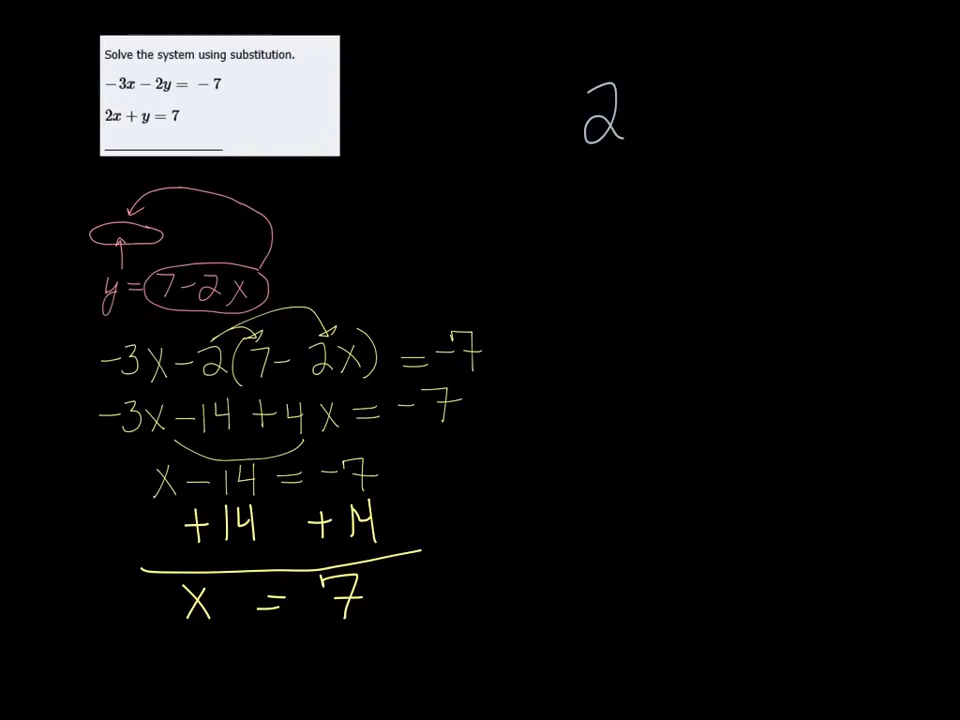 Solve the system using substitution.
−3x − 2y = −7
2x + y = 7
2
y = 7-2x
-3x-2(7-2x) = -7
-3x-14+4x = -7
x-14 = -7
+14 +14
x = 7